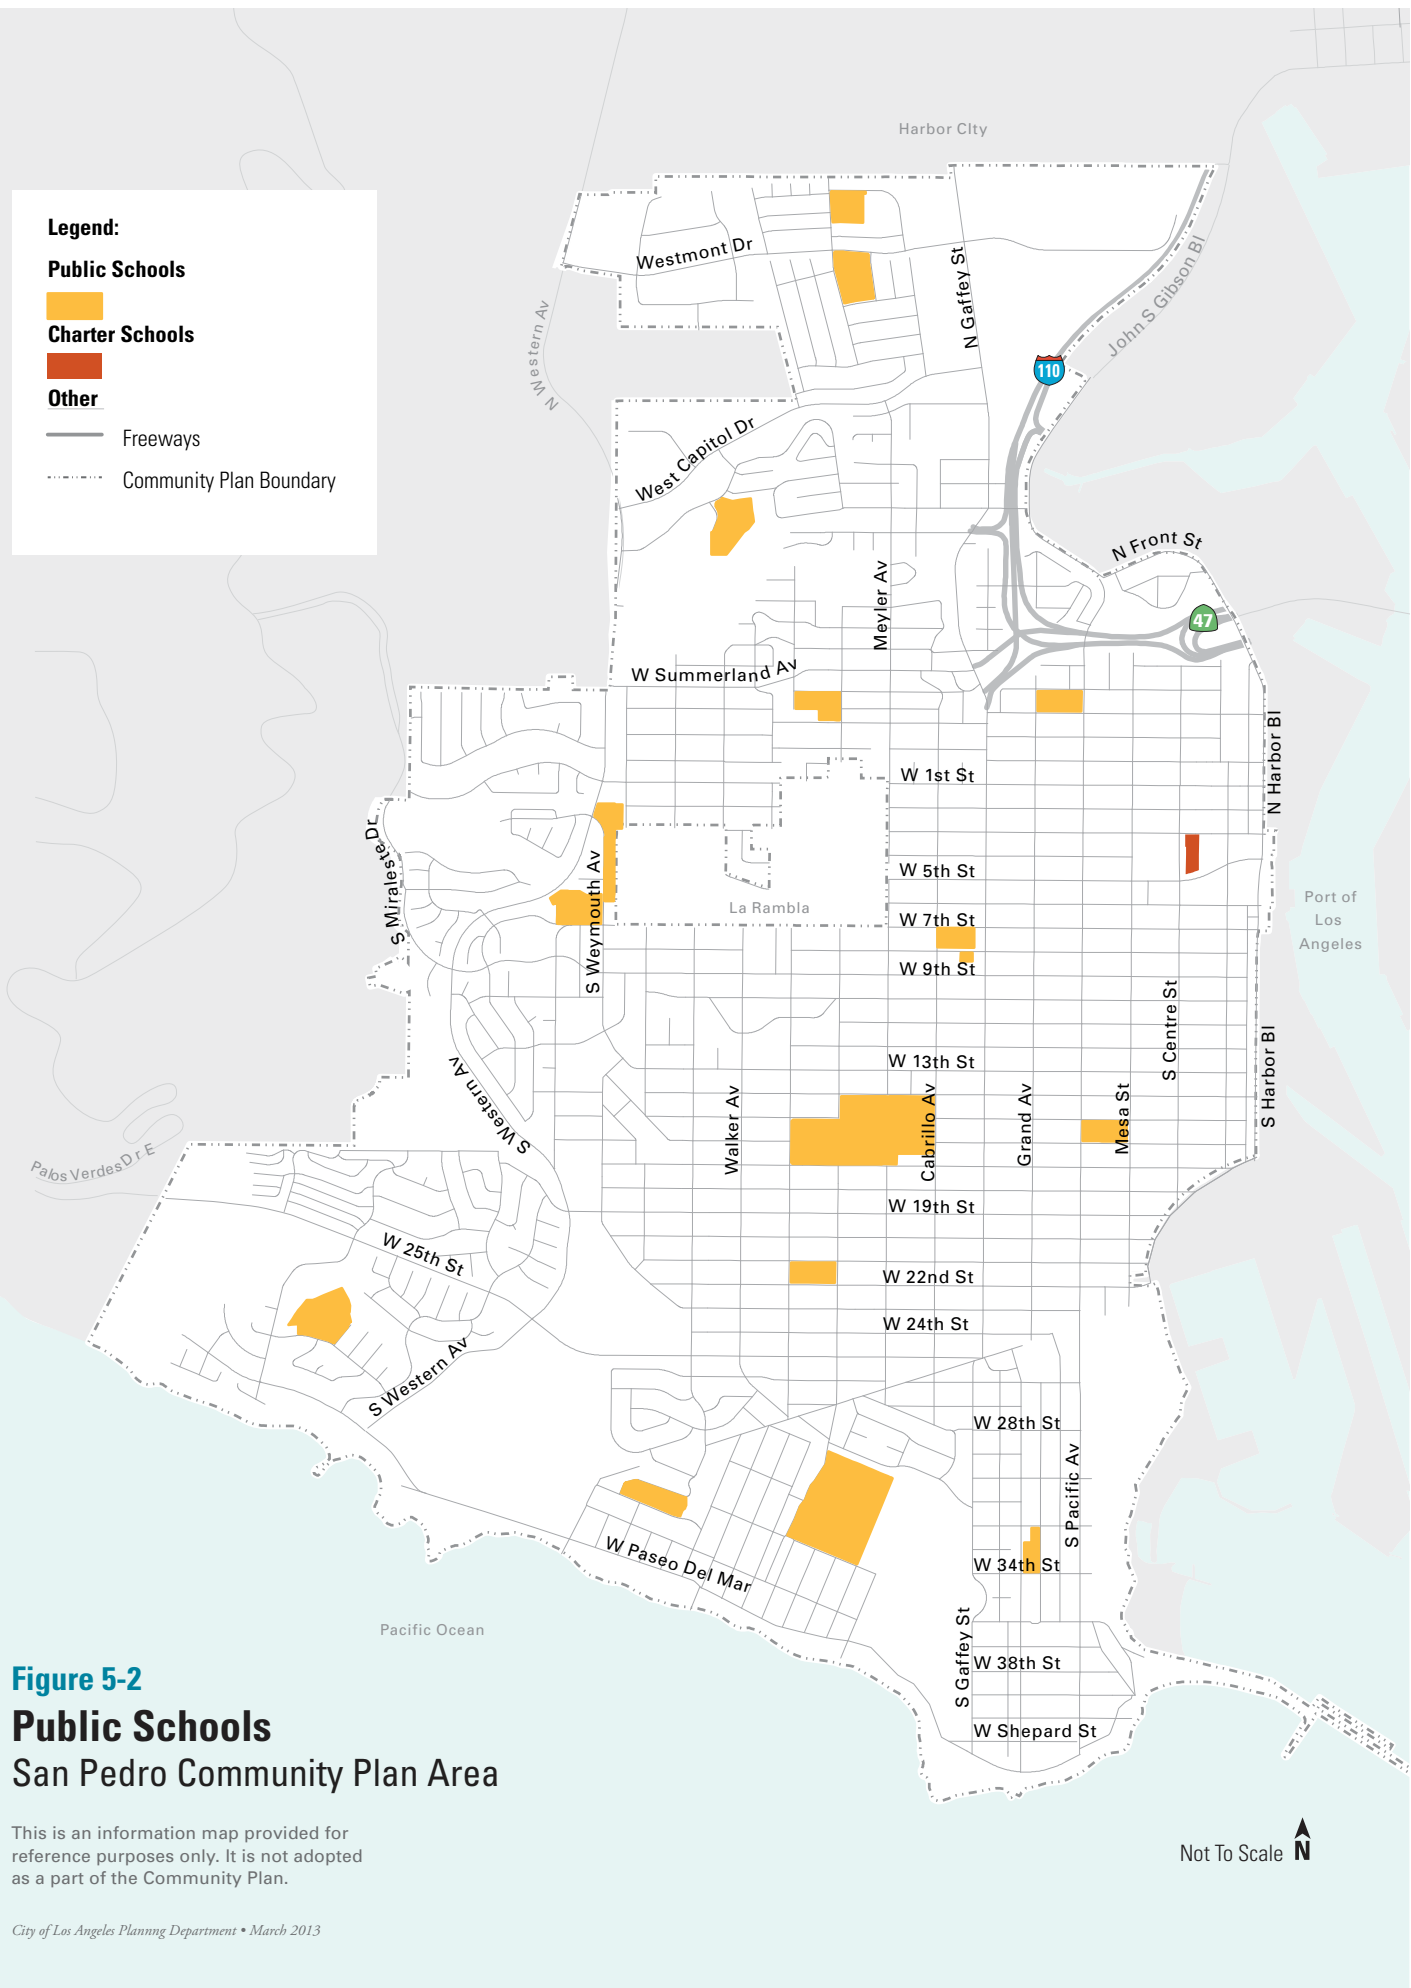 Harbor CIty
Legend:
Public Schools
Charter Schools
Other
Freeways
Community Plan Boundary
Westmont Dr
N Gaffey St
John S Gibson Bl
N Western Av
110
West Capitol Dr
N Front St
Meyler Av
47
W Summerland Av
N Harbor Bl
W 1st St
S Miraleste Dr
S Weymouth Av
W 5th St
La Rambla
W 7th St
Port of
Los
Angeles
W 9th St
S Centre St
S Harbor Bl
W 13th St
S Western Av
Walker Av
Cabrillo Av
Grand Av
Mesa St
Palos Verdes Dr E
W 19th St
W 25th St
W 22nd St
W 24th St
S Western Av
W 28th St
S Pacific Av
W Paseo Del Mar
W 34th St
Pacific Ocean
S Gaffey St
W 38th St
W Shepard St
Figure 5-2
Public Schools
San Pedro Community Plan Area
This is an information map provided for
reference purposes only. It is not adopted
as a part of the Community Plan.
Not To Scale N
City of Los Angeles Planнng Department • March 2013